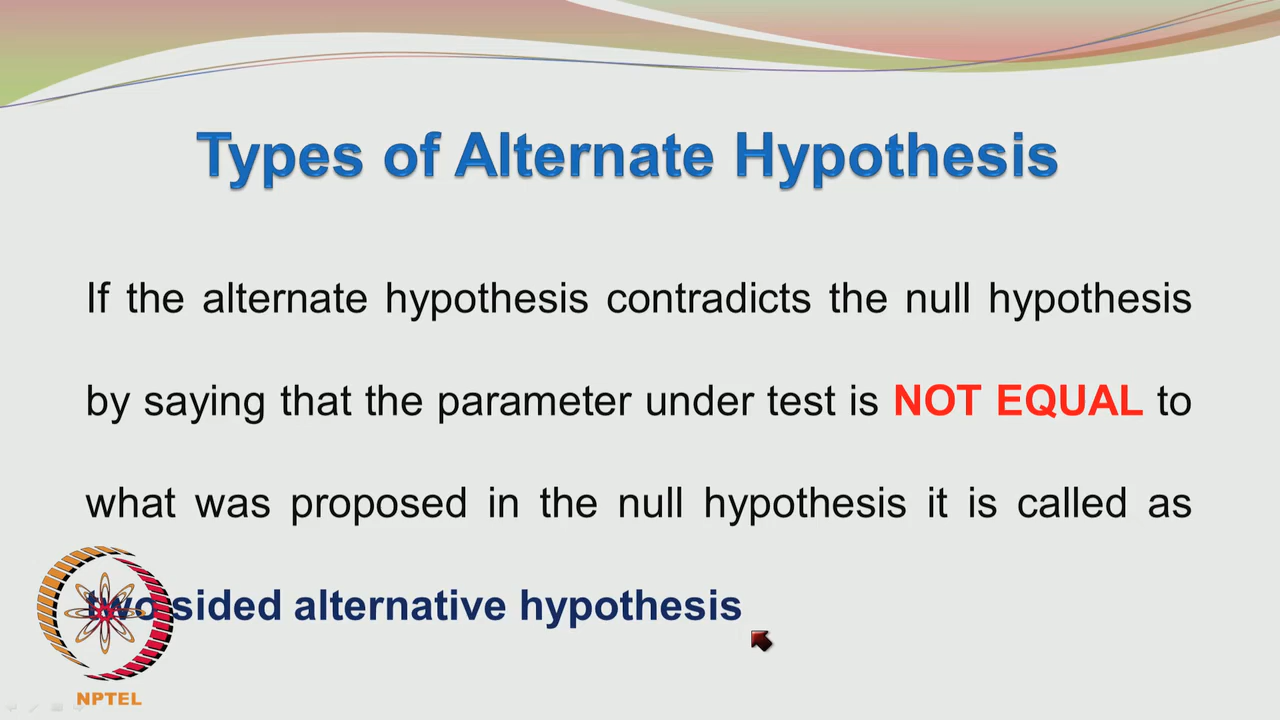 Types of Alternate Hypothesis
If the alternate hypothesis contradicts the null hypothesis
by saying that the parameter under test is NOT EQUAL to
what was proposed in the null hypothesis it is called as
two sided alternative hypothesis
NPTEL